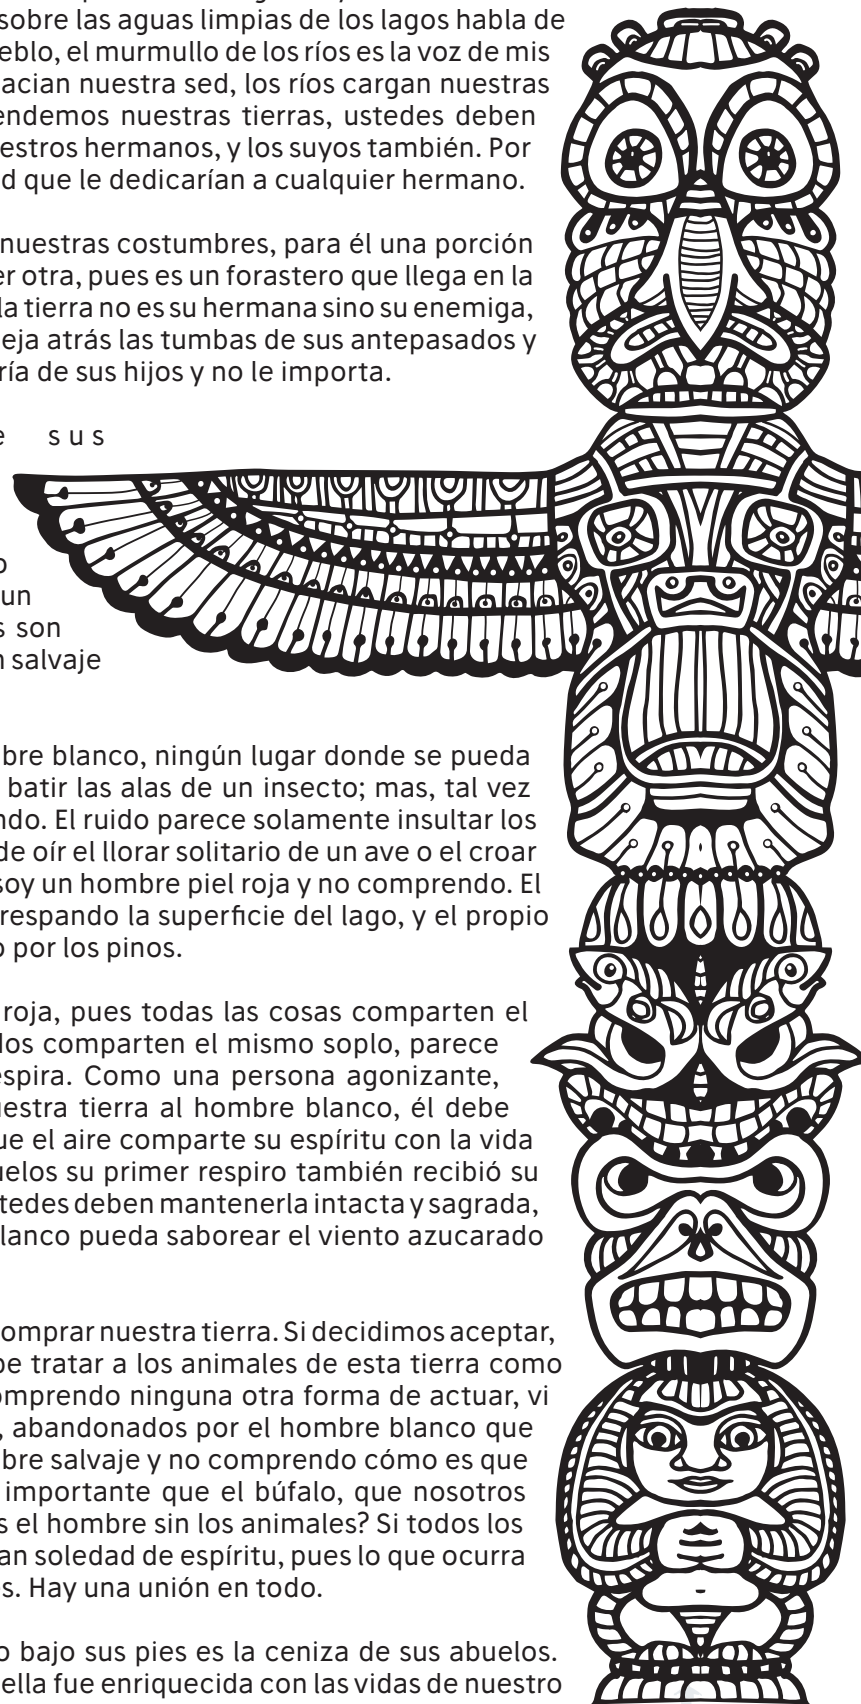 sobre las aguas limpias de los lagos habla de
eblo, el murmullo de los ríos es la voz de mis
acian nuestra sed, los ríos cargan nuestras
endemos nuestras tierras, ustedes deben
estros hermanos, y los suyos también. Por
d que le dedicarían a cualquier hermano.
nuestras costumbres, para él una porción
er otra, pues es un forastero que llega en la
la tierra no es su hermana sino su enemiga,
eja atrás las tumbas de sus antepasados y
ría de sus hijos y no le importa.
e sus
o
un
s son
n salvaje
bre blanco, ningún lugar donde se pueda
batir las alas de un insecto; mas, tal vez
ndo. El ruido parece solamente insultar los
de oír el llorar solitario de un ave o el croar
soy un hombre piel roja y no comprendo. El
respando la superficie del lago, y el propio
o por los pinos.
roja, pues todas las cosas comparten el
dos comparten el mismo soplo, parece
espira. Como una persona agonizante,
uestra tierra al hombre blanco, él debe
ue el aire comparte su espíritu con la vida
uelos su primer respiro también recibió su
tedes deben mantenerla intacta y sagrada,
lanco pueda saborear el viento azucarado
omprar nuestra tierra. Si decidimos aceptar,
be tratar a los animales de esta tierra como
omprendo ninguna otra forma de actuar, vi
, abandonados por el hombre blanco que
bre salvaje y no comprendo cómo es que
importante que el búfalo, que nosotros
s el hombre sin los animales? Si todos los
an soledad de espíritu, pues lo que ocurra
es. Hay una unión en todo.
o bajo sus pies es la ceniza de sus abuelos.
ella fue enriquecida con las vidas de nuestro